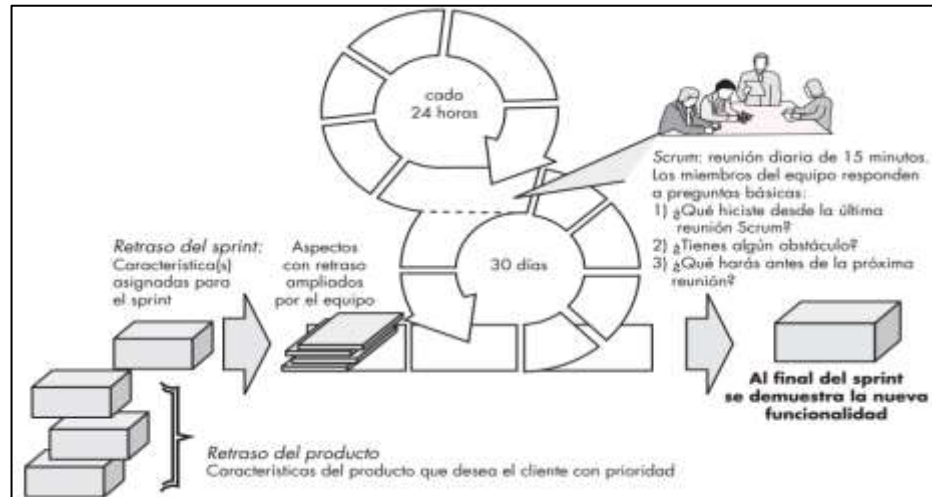 cada
24 horas
Scrum: reunión diaria de 15 minutos.
Los miembros del equipo responden
a preguntas básicas:
1) ¿Qué hiciste desde la última
reunión Scrum?
2) ¿Tienes algún obstáculo?
3) ¿Qué harás antes de la próxima
reunión?
Retraso del sprint:
Característica(s)
asignadas para
el sprint
Aspectos
con retraso
ampliados
por el equipo
30 días
Al final del sprint
se demuestra la nueva
funcionalidad
Retraso del producto
Características del producto que desea el cliente con prioridad